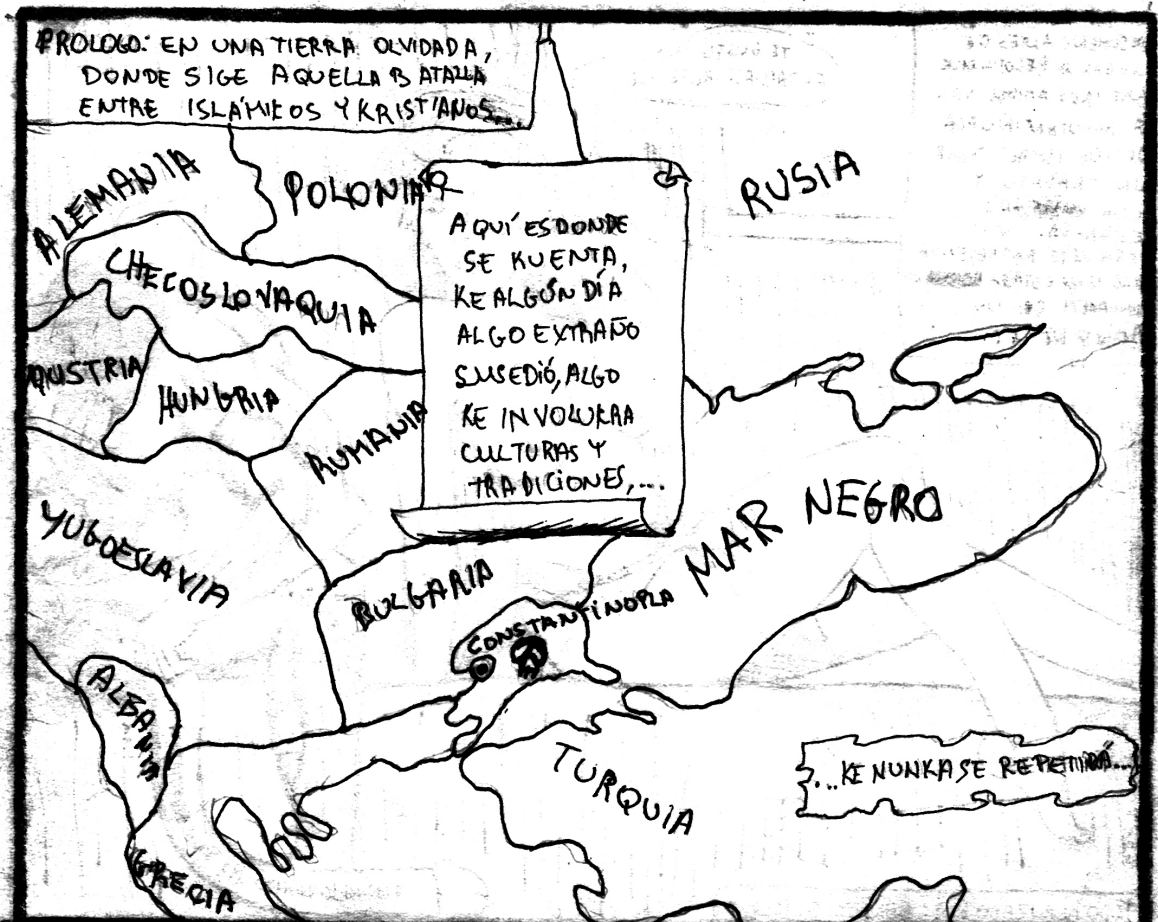 PROLOGO: EN UNA TIERRA OLVIDADA,
DONDE SIGE AQUELLA BATALLA
ENTRE ISLÁMICOS Y KRISTIANOS...
ALEMANIA
POLONIA
RUSIA
AQUÍ ES DONDE
SE KUENTA,
KE ALGÚN DÍA
ALGO EXTRAÑO
SUSEDIÓ, ALGO
KE INVOLUKRA
CULTURAS Y
TRADICIONES,...
CHECOSLOVAQUIA
AUSTRIA
HUNGRIA
RUMANIA
YUGOESLAVIA
MAR NEGRO
BULGARIA
CONSTANTINOPLA
ALBANIA
TURQUIA
...KE NUNKA SE REPETIRÁ...
GRECIA